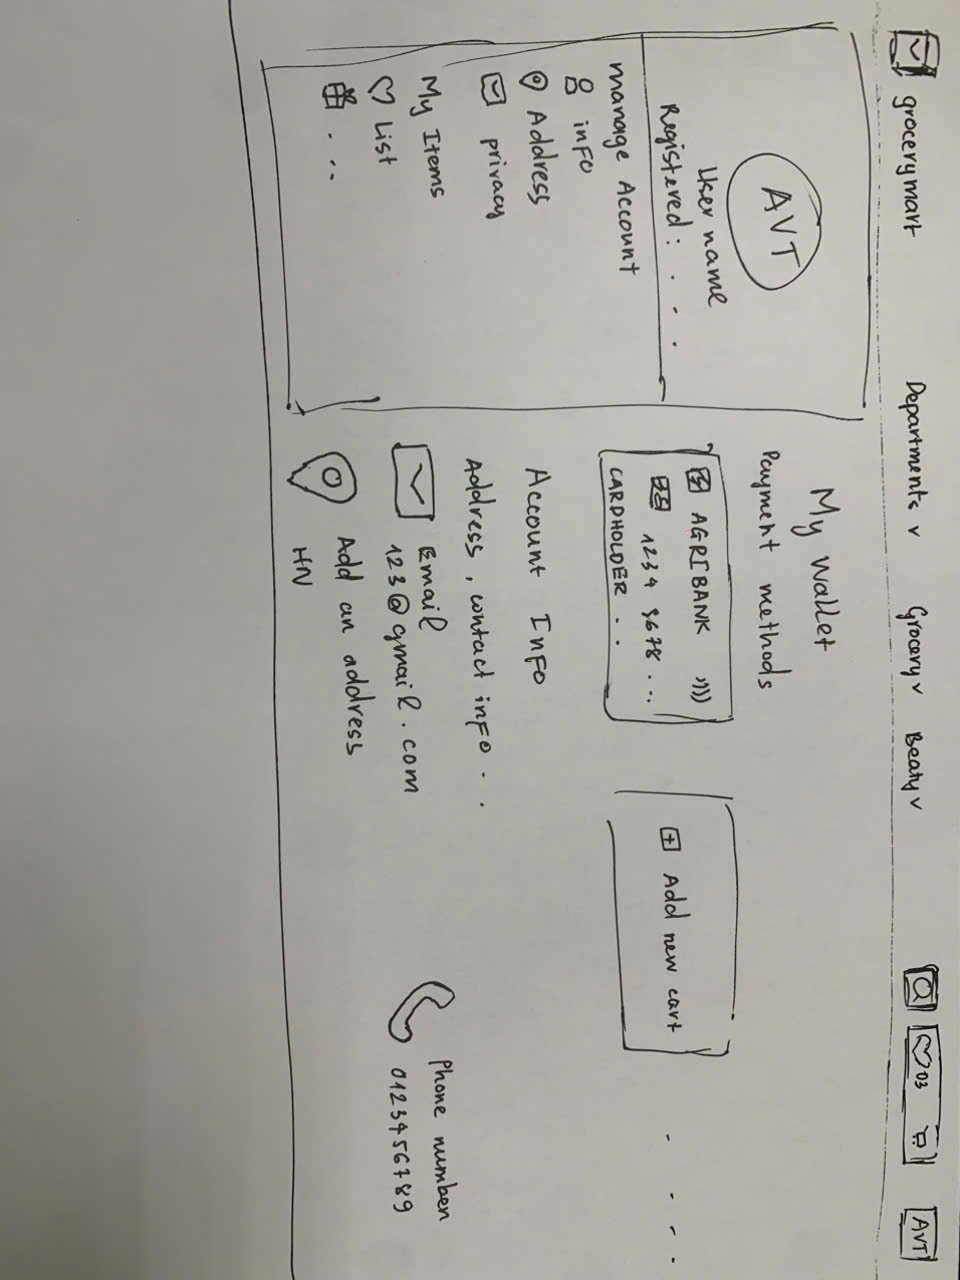 grocerymart Departments Grocery Beaty 03 AVT
AVT
User name
Registered: . - -
manage Account
info
Address
privacy
My Items
List
. . .
My wallet
Payment methods
AGRIBANK
1234 5678 ...
CARDHOLDER . .
Add new cart
- - - -
Account Info
Address, contact info . . .
Email
123@gmail.com
Phone number
0123456789
Add an address
HN